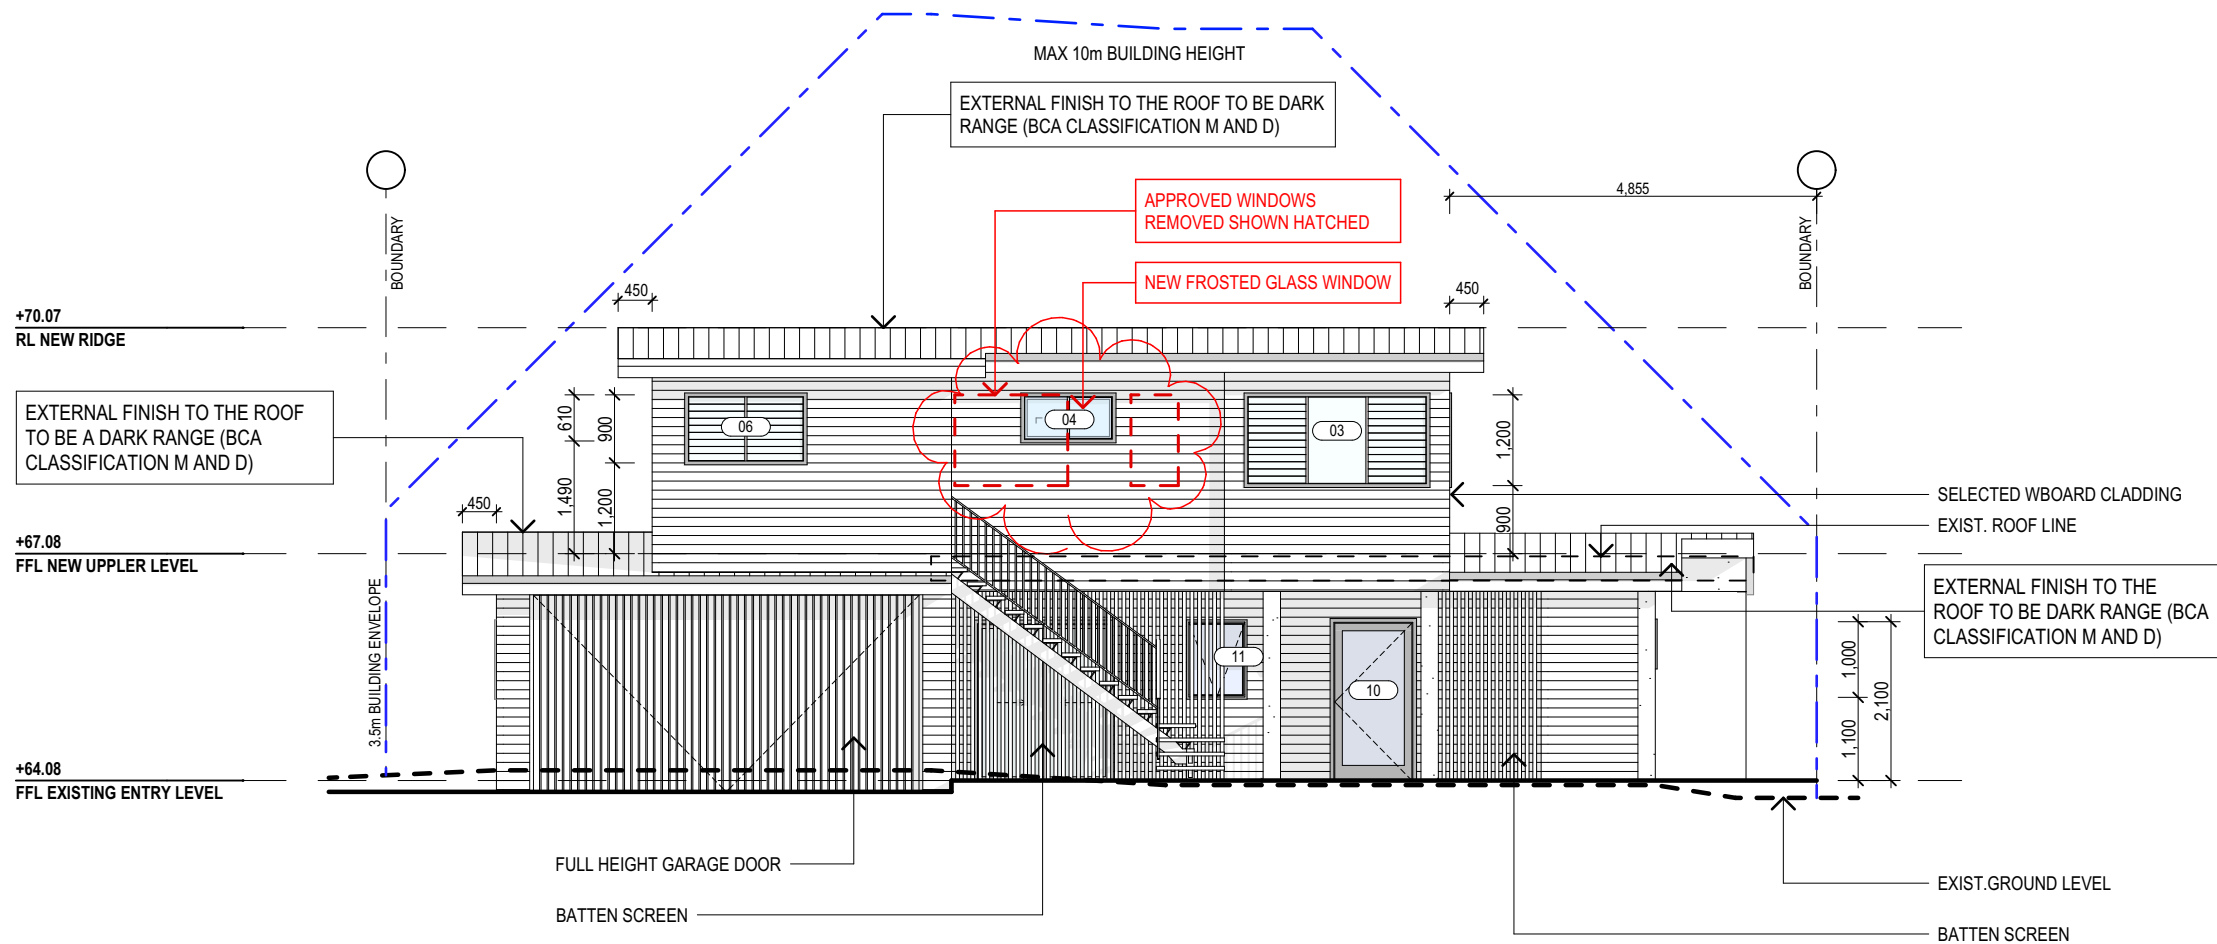 MAX 10m BUILDING HEIGHT
EXTERNAL FINISH TO THE ROOF TO BE DARK
RANGE (BCA CLASSIFICATION M AND D)
APPROVED WINDOWS
REMOVED SHOWN HATCHED
NEW FROSTED GLASS WINDOW
4,855
BOUNDARY
BOUNDARY
450
450
+70.07
RL NEW RIDGE
EXTERNAL FINISH TO THE ROOF
TO BE A DARK RANGE (BCA
CLASSIFICATION M AND D)
610
900
1,490
1,200
450
06
04
03
1,200
900
SELECTED WBOARD CLADDING
EXIST. ROOF LINE
+67.08
FFL NEW UPPLER LEVEL
EXTERNAL FINISH TO THE
ROOF TO BE DARK RANGE (BCA
CLASSIFICATION M AND D)
3.5m BUILDING ENVELOPE
11
10
1,000
1,100
2,100
+64.08
FFL EXISTING ENTRY LEVEL
FULL HEIGHT GARAGE DOOR
BATTEN SCREEN
EXIST.GROUND LEVEL
BATTEN SCREEN